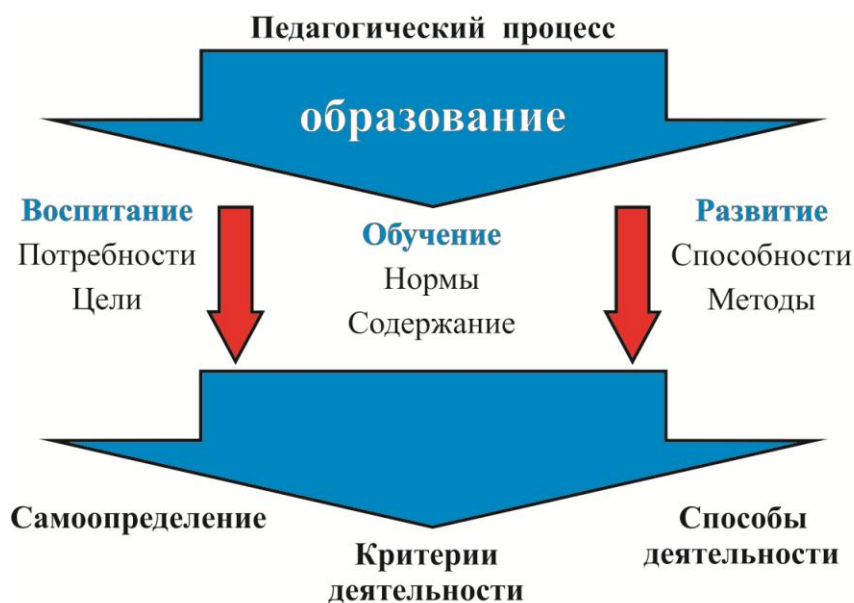 Педагогический процесс
образование
Воспитание
Потребности
Цели
Обучение
Нормы
Содержание
Развитие
Способности
Методы
Самоопределение
Критерии
деятельности
Способы
деятельности